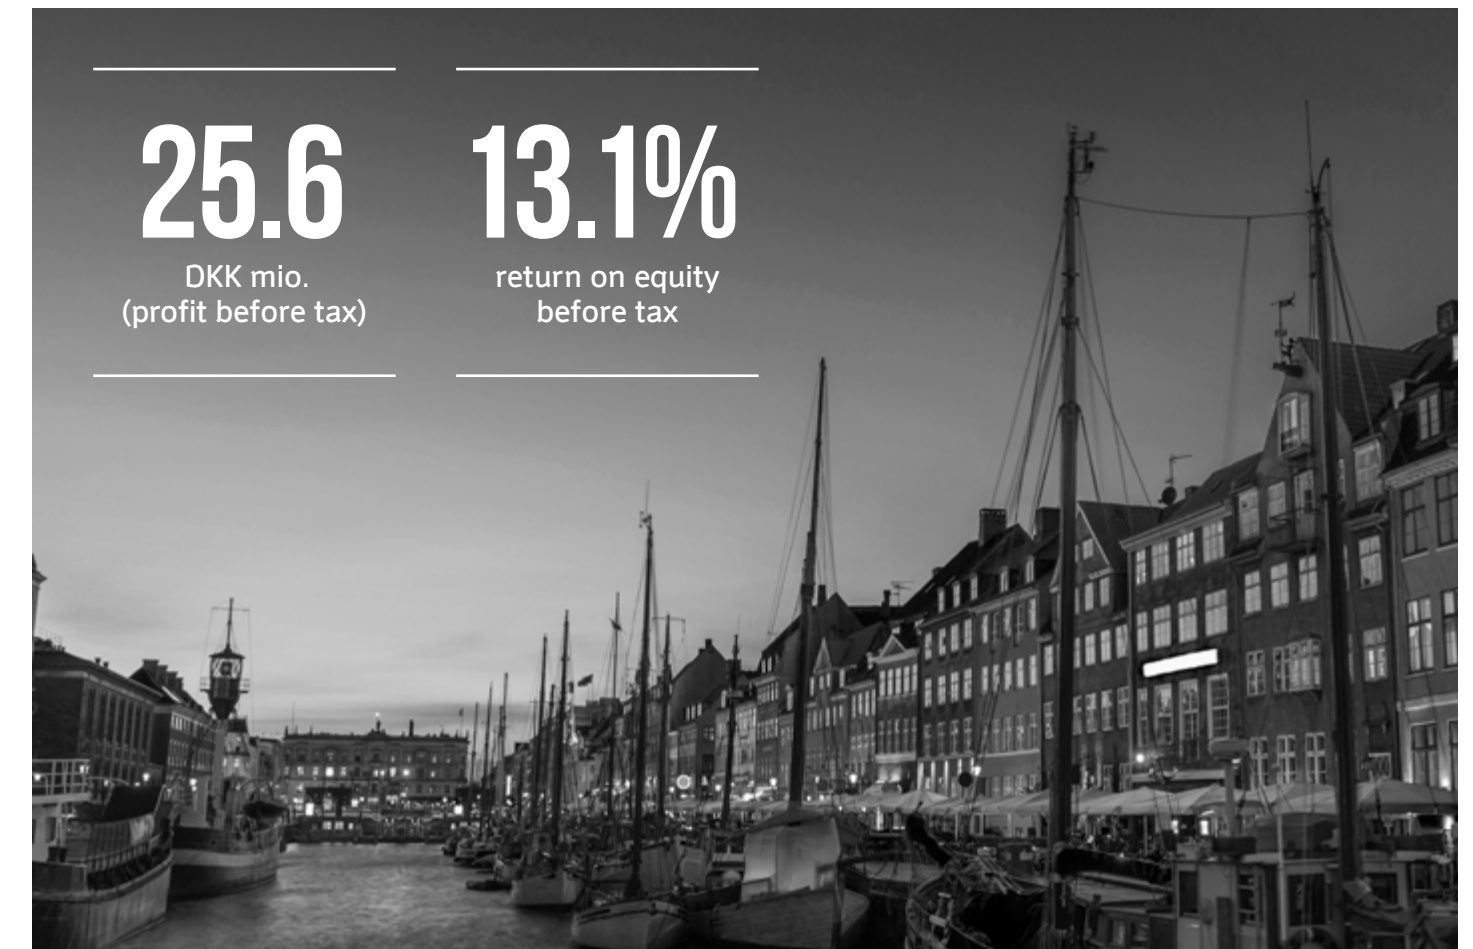 25.6
DKK mio.
(profit before tax)
13.1%
return on equity
before tax